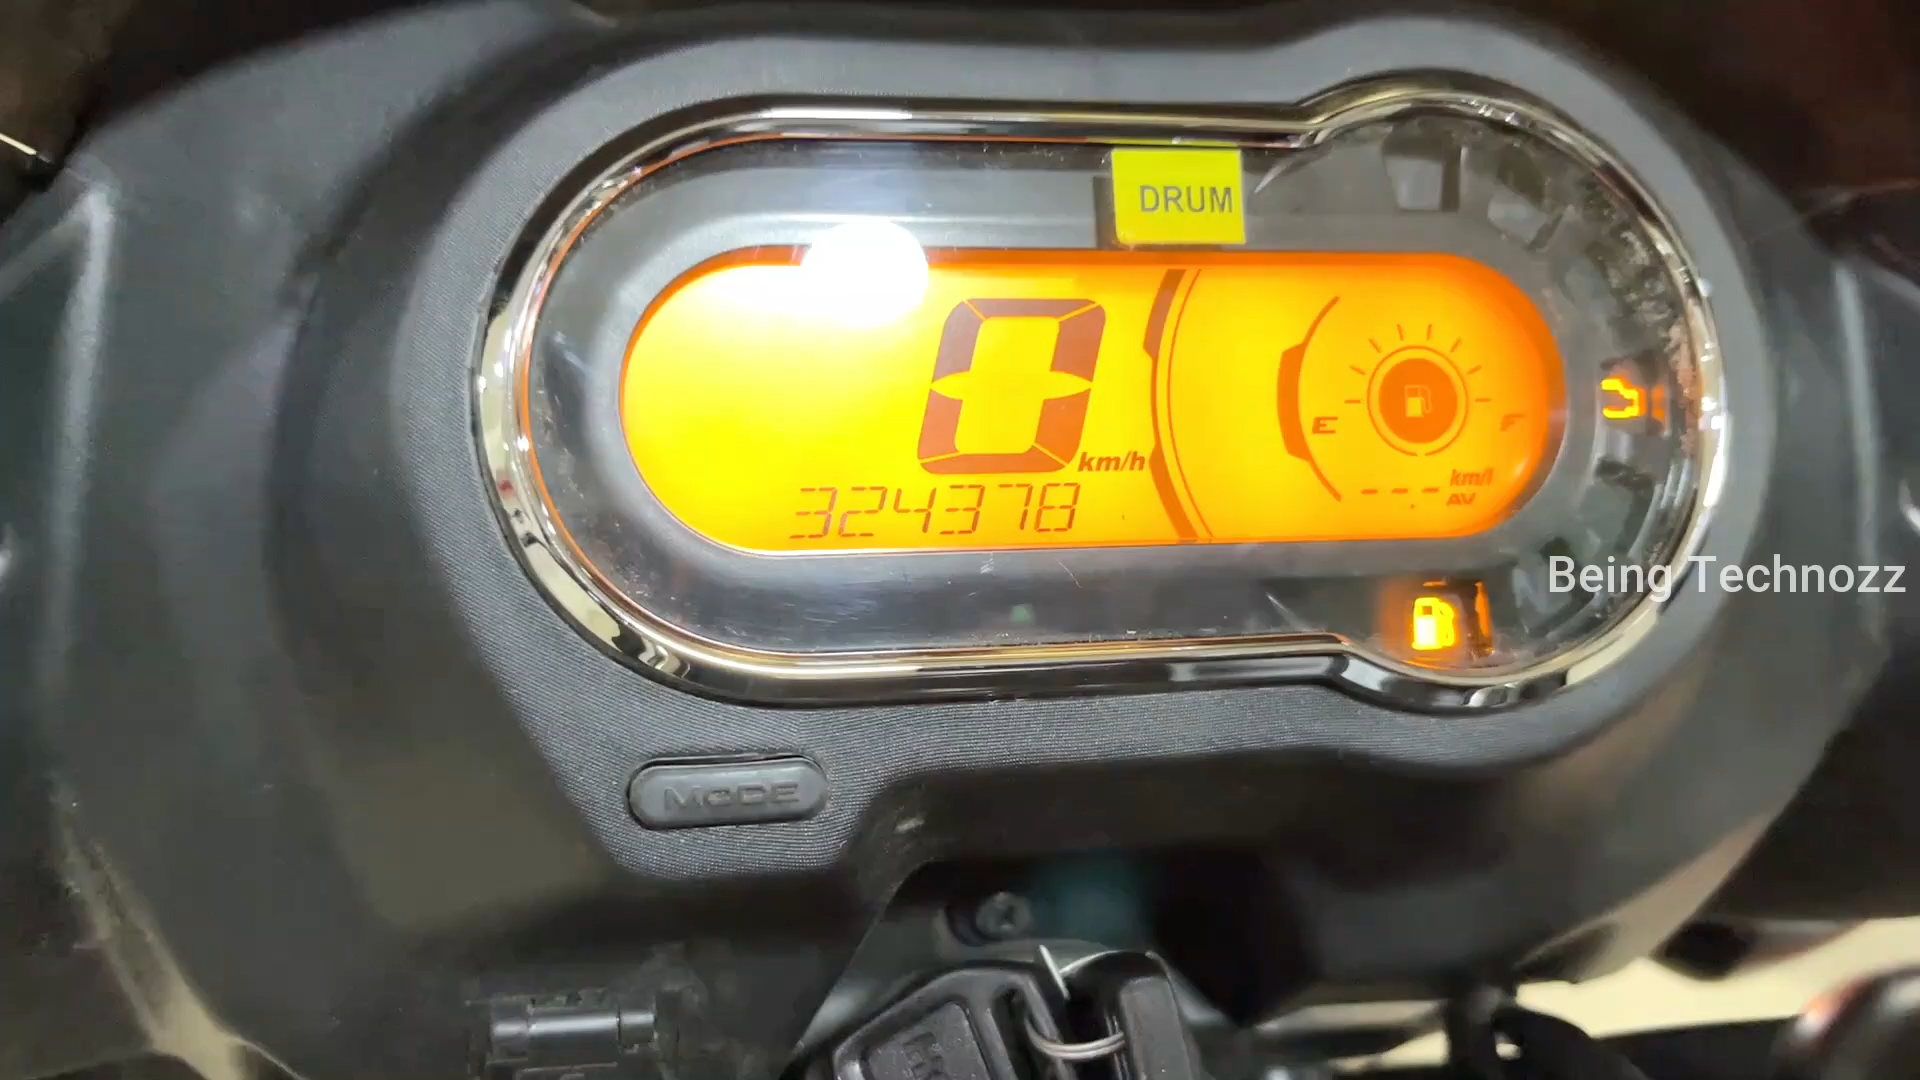 DRUM
0
km/h
E
F
km/l
---
AV
324378
Being Technozz
MODE